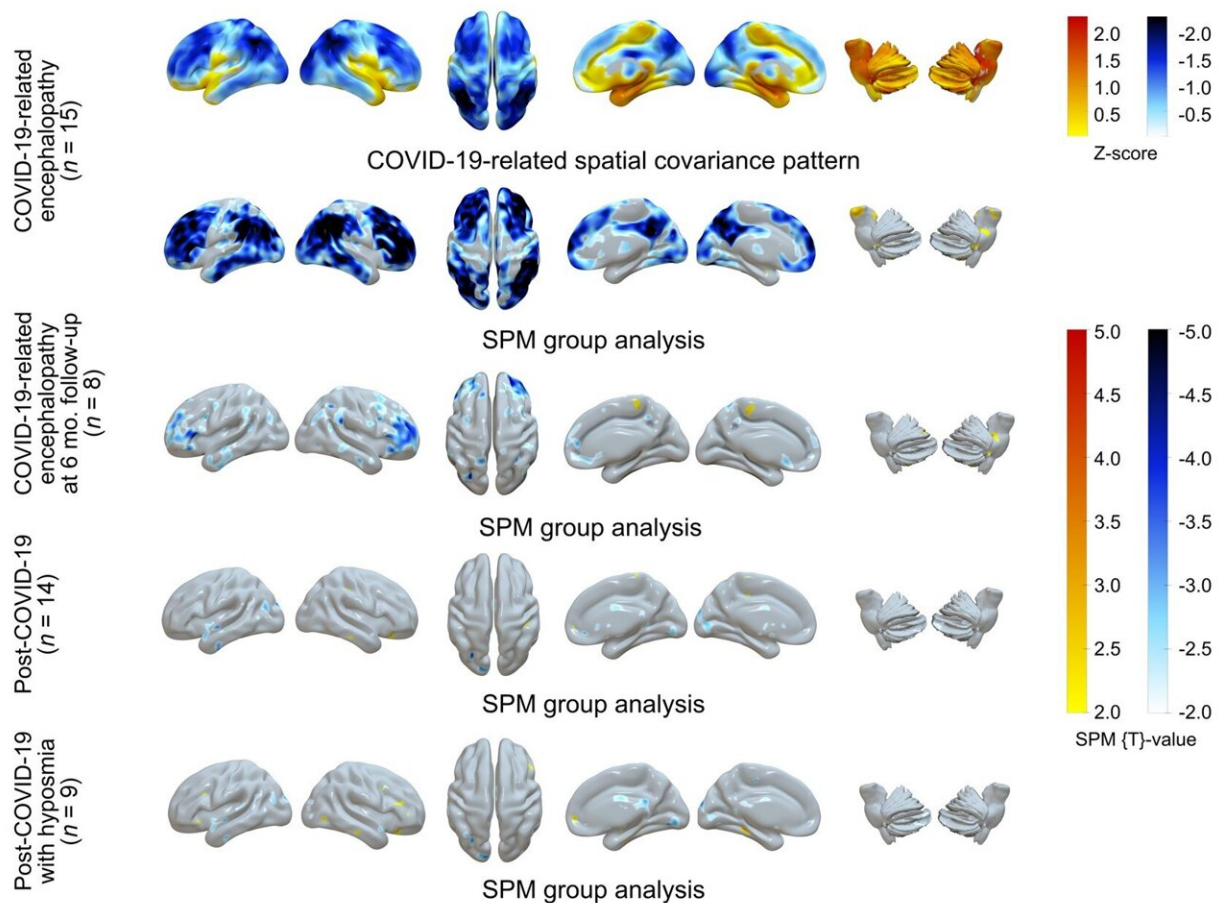 COVID-19-related
encephalopathy
(n = 15)
2.0
1.5
1.0
0.5
-2.0
-1.5
-1.0
-0.5
Z-score
COVID-19-related spatial covariance pattern
SPM group analysis
COVID-19-related
encephalopathy
at 6 mo. follow-up
(n = 8)
SPM group analysis
5.0
4.5
4.0
3.5
3.0
2.5
2.0
-5.0
-4.5
-4.0
-3.5
-3.0
-2.5
-2.0
SPM {T}-value
Post-COVID-19
(n = 14)
SPM group analysis
Post-COVID-19
with hyposmia
(n = 9)
SPM group analysis